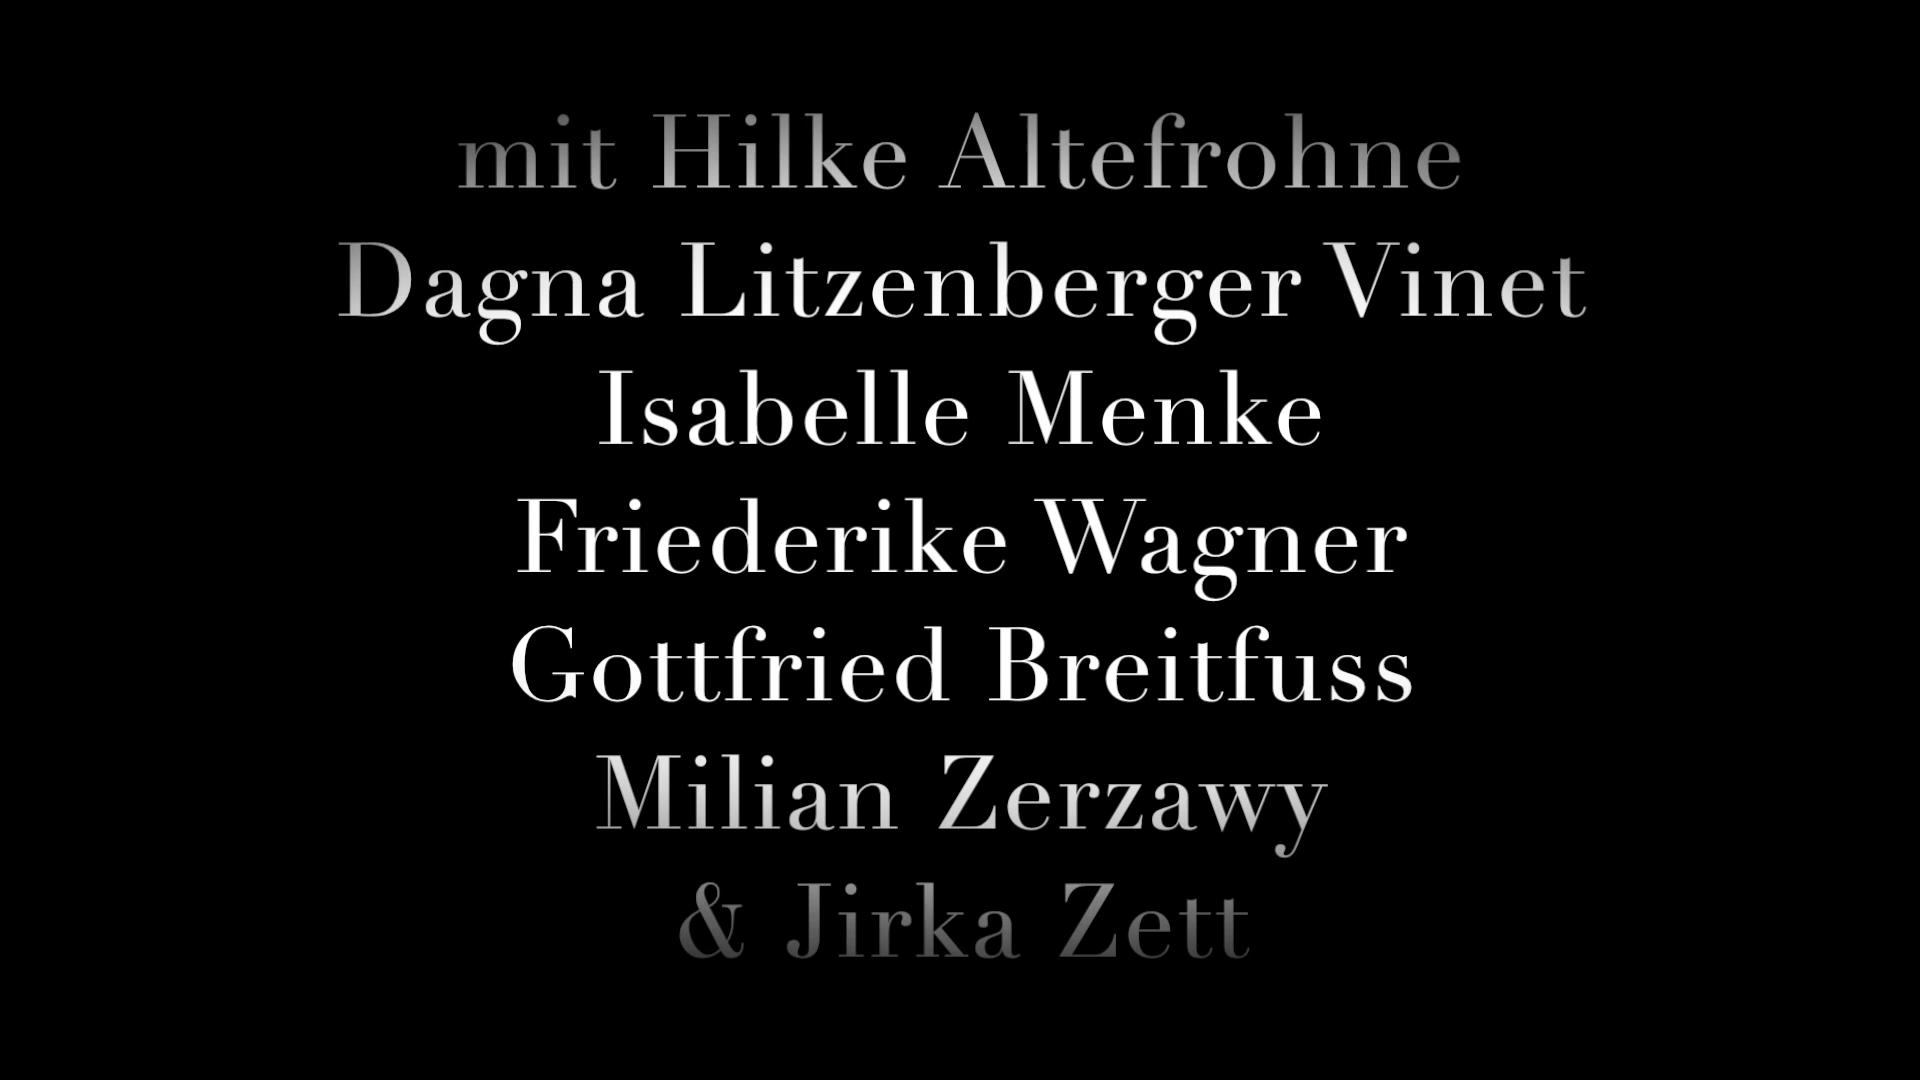 mit Hilke Altefrohne
Dagna Litzenberger Vinet
Isabelle Menke
Friederike Wagner
Gottfried Breitfuss
Milian Zerzawy
& Jirka Zett